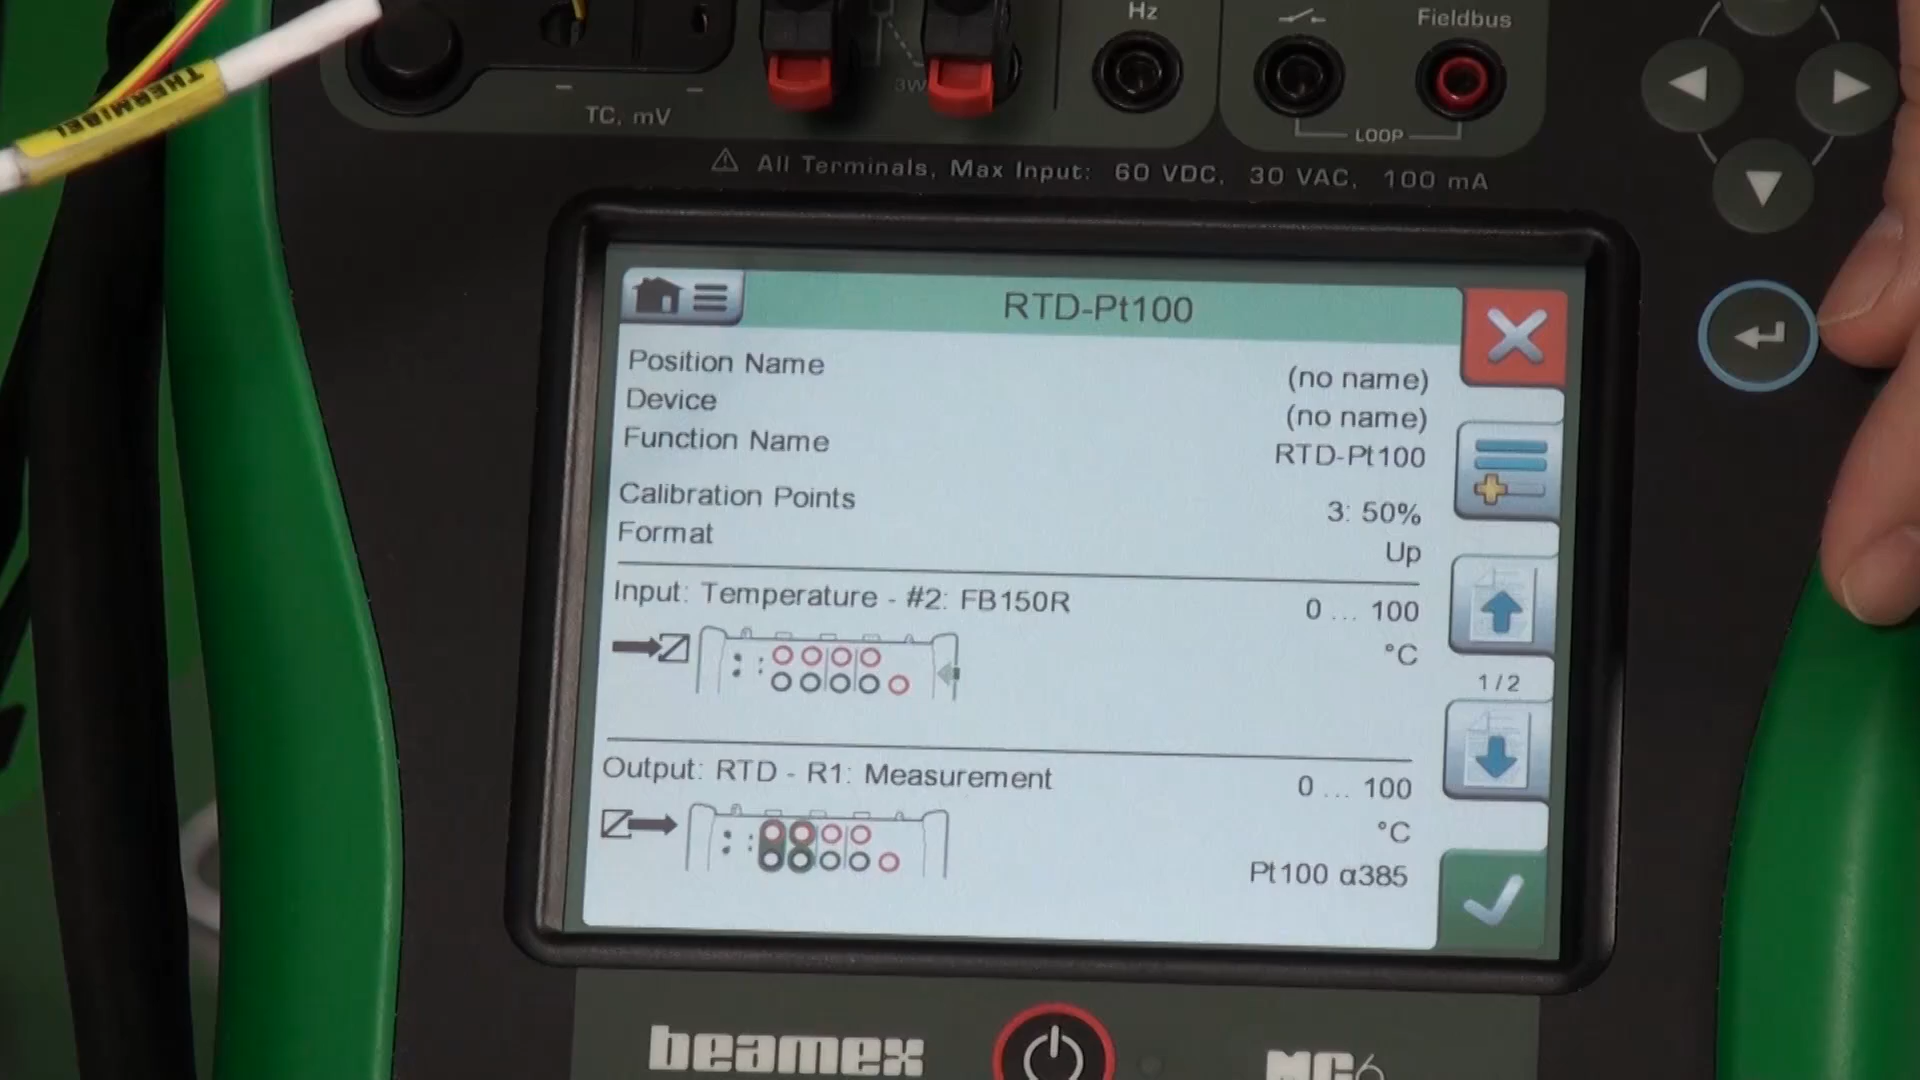 Hz
Fieldbus
3W
TC, mV
LOOP
THERMIBEL
All Terminals, Max Input: 60 VDC, 30 VAC, 100 mA
RTD-Pt100
Position Name (no name)
Device (no name)
Function Name RTD-Pt100
Calibration Points 3: 50%
Format Up
Input: Temperature - #2: FB150R 0 ... 100
°C
1/2
Output: RTD - R1: Measurement 0 ... 100
°C
Pt100 α385
beamex MC6